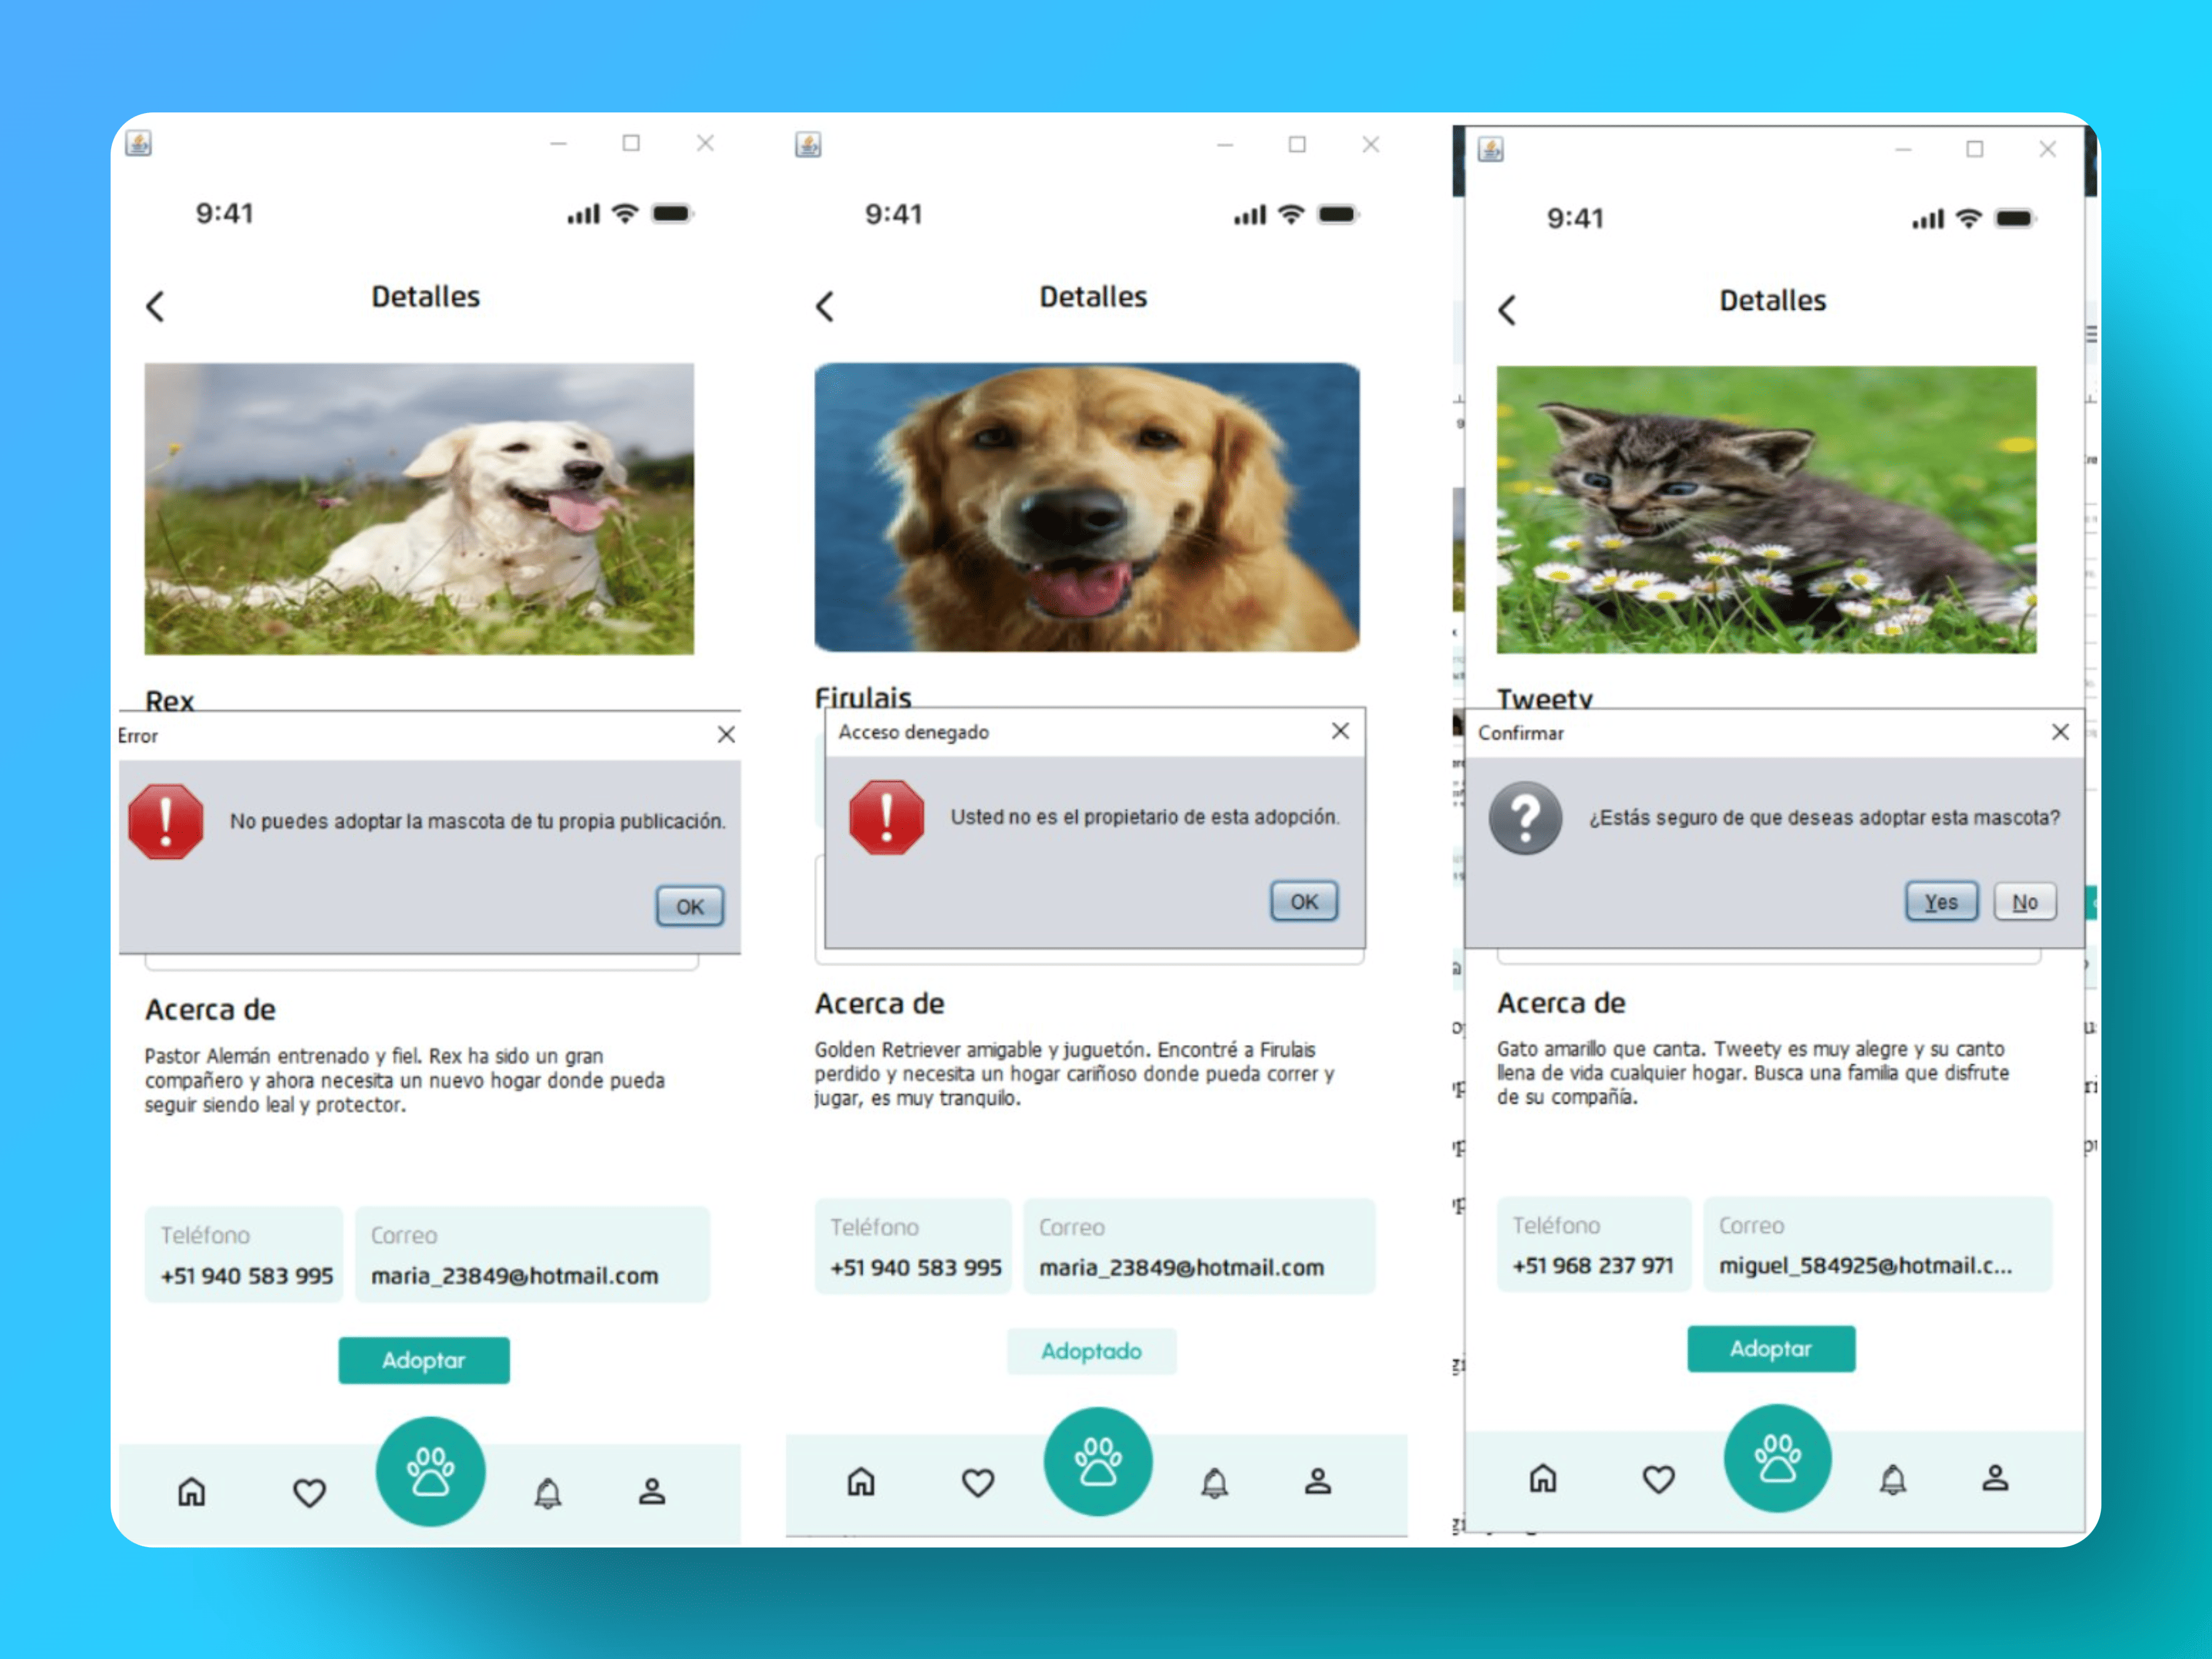 9:41
Detalles
Rex
Error
No puedes adoptar la mascota de tu propia publicación.
OK
Acerca de
Pastor Alemán entrenado y fiel. Rex ha sido un gran
compañero y ahora necesita un nuevo hogar donde pueda
seguir siendo leal y protector.
Teléfono
+51 940 583 995
Correo
maria_23849@hotmail.com
Adoptar
9:41
Detalles
Firulais
Acceso denegado
Usted no es el propietario de esta adopción.
OK
Acerca de
Golden Retriever amigable y juguetón. Encontré a Firulais
perdido y necesita un hogar cariñoso donde pueda correr y
jugar, es muy tranquilo.
Teléfono
+51 940 583 995
Correo
maria_23849@hotmail.com
Adoptado
9:41
Detalles
Tweety
Confirmar
¿Estás seguro de que deseas adoptar esta mascota?
Yes
No
Acerca de
Gato amarillo que canta. Tweety es muy alegre y su canto
llena de vida cualquier hogar. Busca una familia que disfrute
de su compañía.
Teléfono
+51 968 237 971
Correo
miguel_584925@hotmail.c...
Adoptar